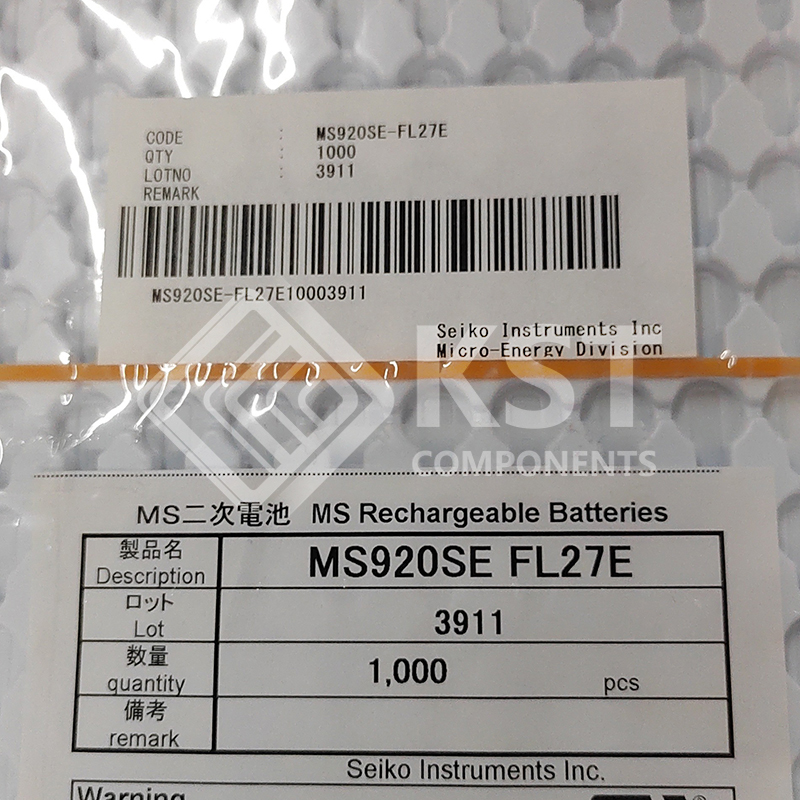 CODE : MS920SE-FL27E
QTY : 1000
LOTNO : 3911
REMARK
MS920SE-FL27E10003911
Seiko Instruments Inc
Micro-Energy Division
KST
COMPONENTS
MS二次電池 MS Rechargeable Batteries
製品名
Description
MS920SE FL27E
ロット
Lot
3911
数量
quantity
1,000 pcs
備考
remark
Seiko Instruments Inc.
Warning